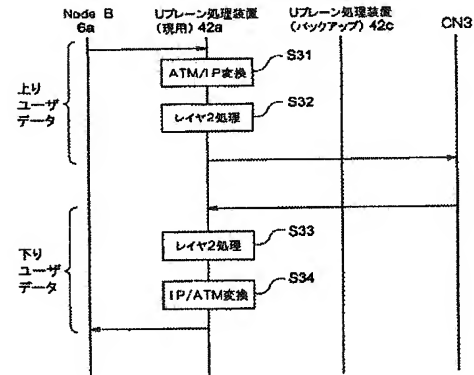 Node B
6a
Uプレーン処理装置
(現用) 42a
Uプレーン処理装置
(バックアップ) 42c
CN3
上り
ユーザ
データ
ATM/IP変換
S31
レイヤ2処理
S32
下り
ユーザ
データ
レイヤ2処理
S33
IP/ATM変換
S34